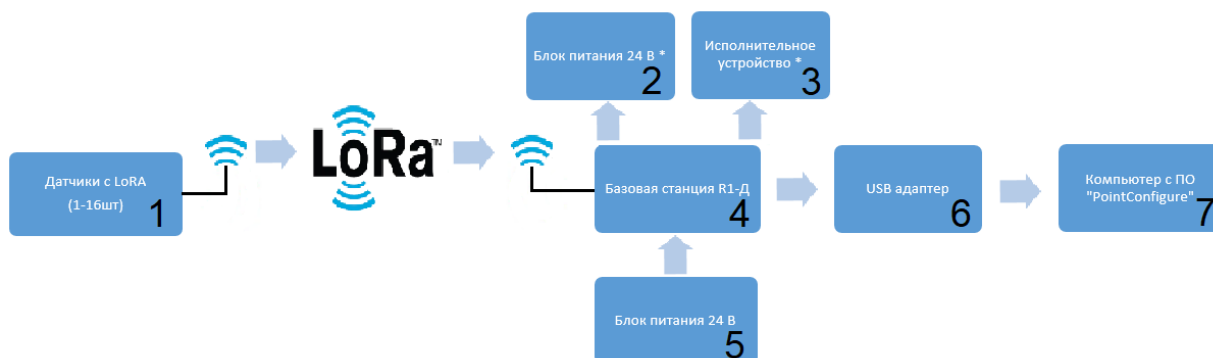 Датчики с LoRA
(1-16шт)
1
LoRa™
Блок питания 24 В *
2
Исполнительное
устройство *
3
Базовая станция R1-Д
4
Блок питания 24 В
5
USB адаптер
6
Компьютер с ПО
"PointConfigure"
7